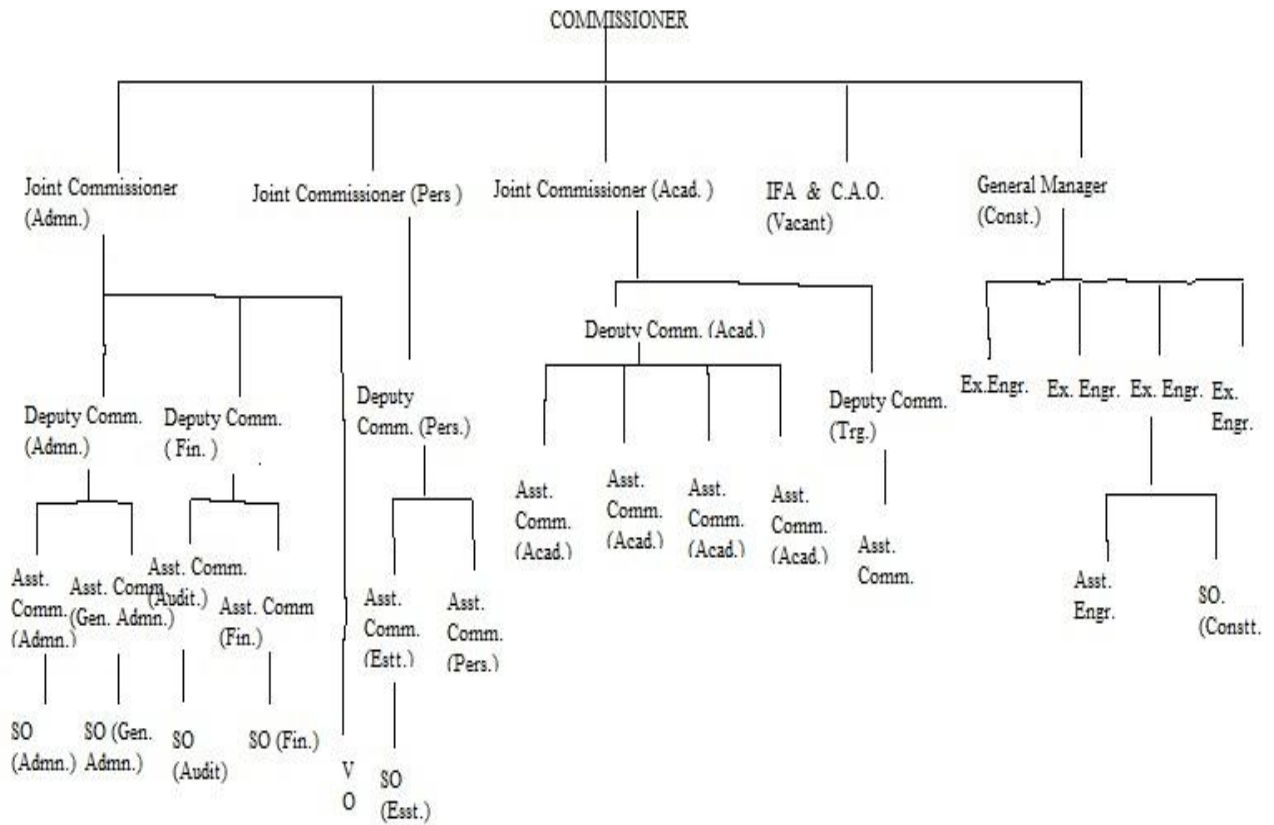 COMMISSIONER
Joint Commissioner
(Admn.)
Joint Commissioner (Pers )
Joint Commissioner (Acad. )
IFA & C.A.O.
(Vacant)
General Manager
(Const.)
Deputy Comm. (Acad.)
Ex.Engr.
Ex. Engr.
Ex. Engr.
Ex.
Engr.
Deputy Comm.
(Admn.)
Deputy Comm.
( Fin. )
Deputy
Comm. (Pers.)
Deputy Comm.
(Trg.)
Asst.
Comm.
(Acad.)
Asst.
Comm.
(Acad.)
Asst.
Comm.
(Acad.)
Asst.
Comm.
(Acad.)
Asst.
Comm.
Asst.
Engr.
SO.
(Constt.
Asst.
Comm.
(Admn.)
Asst. Comm
(Gen. Admn.)
Asst. Comm.
(Audit.)
Asst. Comm
(Fin.)
Asst.
Comm.
(Estt.)
Asst.
Comm.
(Pers.)
SO
(Admn.)
SO (Gen.
Admn.)
SO
(Audit)
SO (Fin.)
V
O
SO
(Esst.)